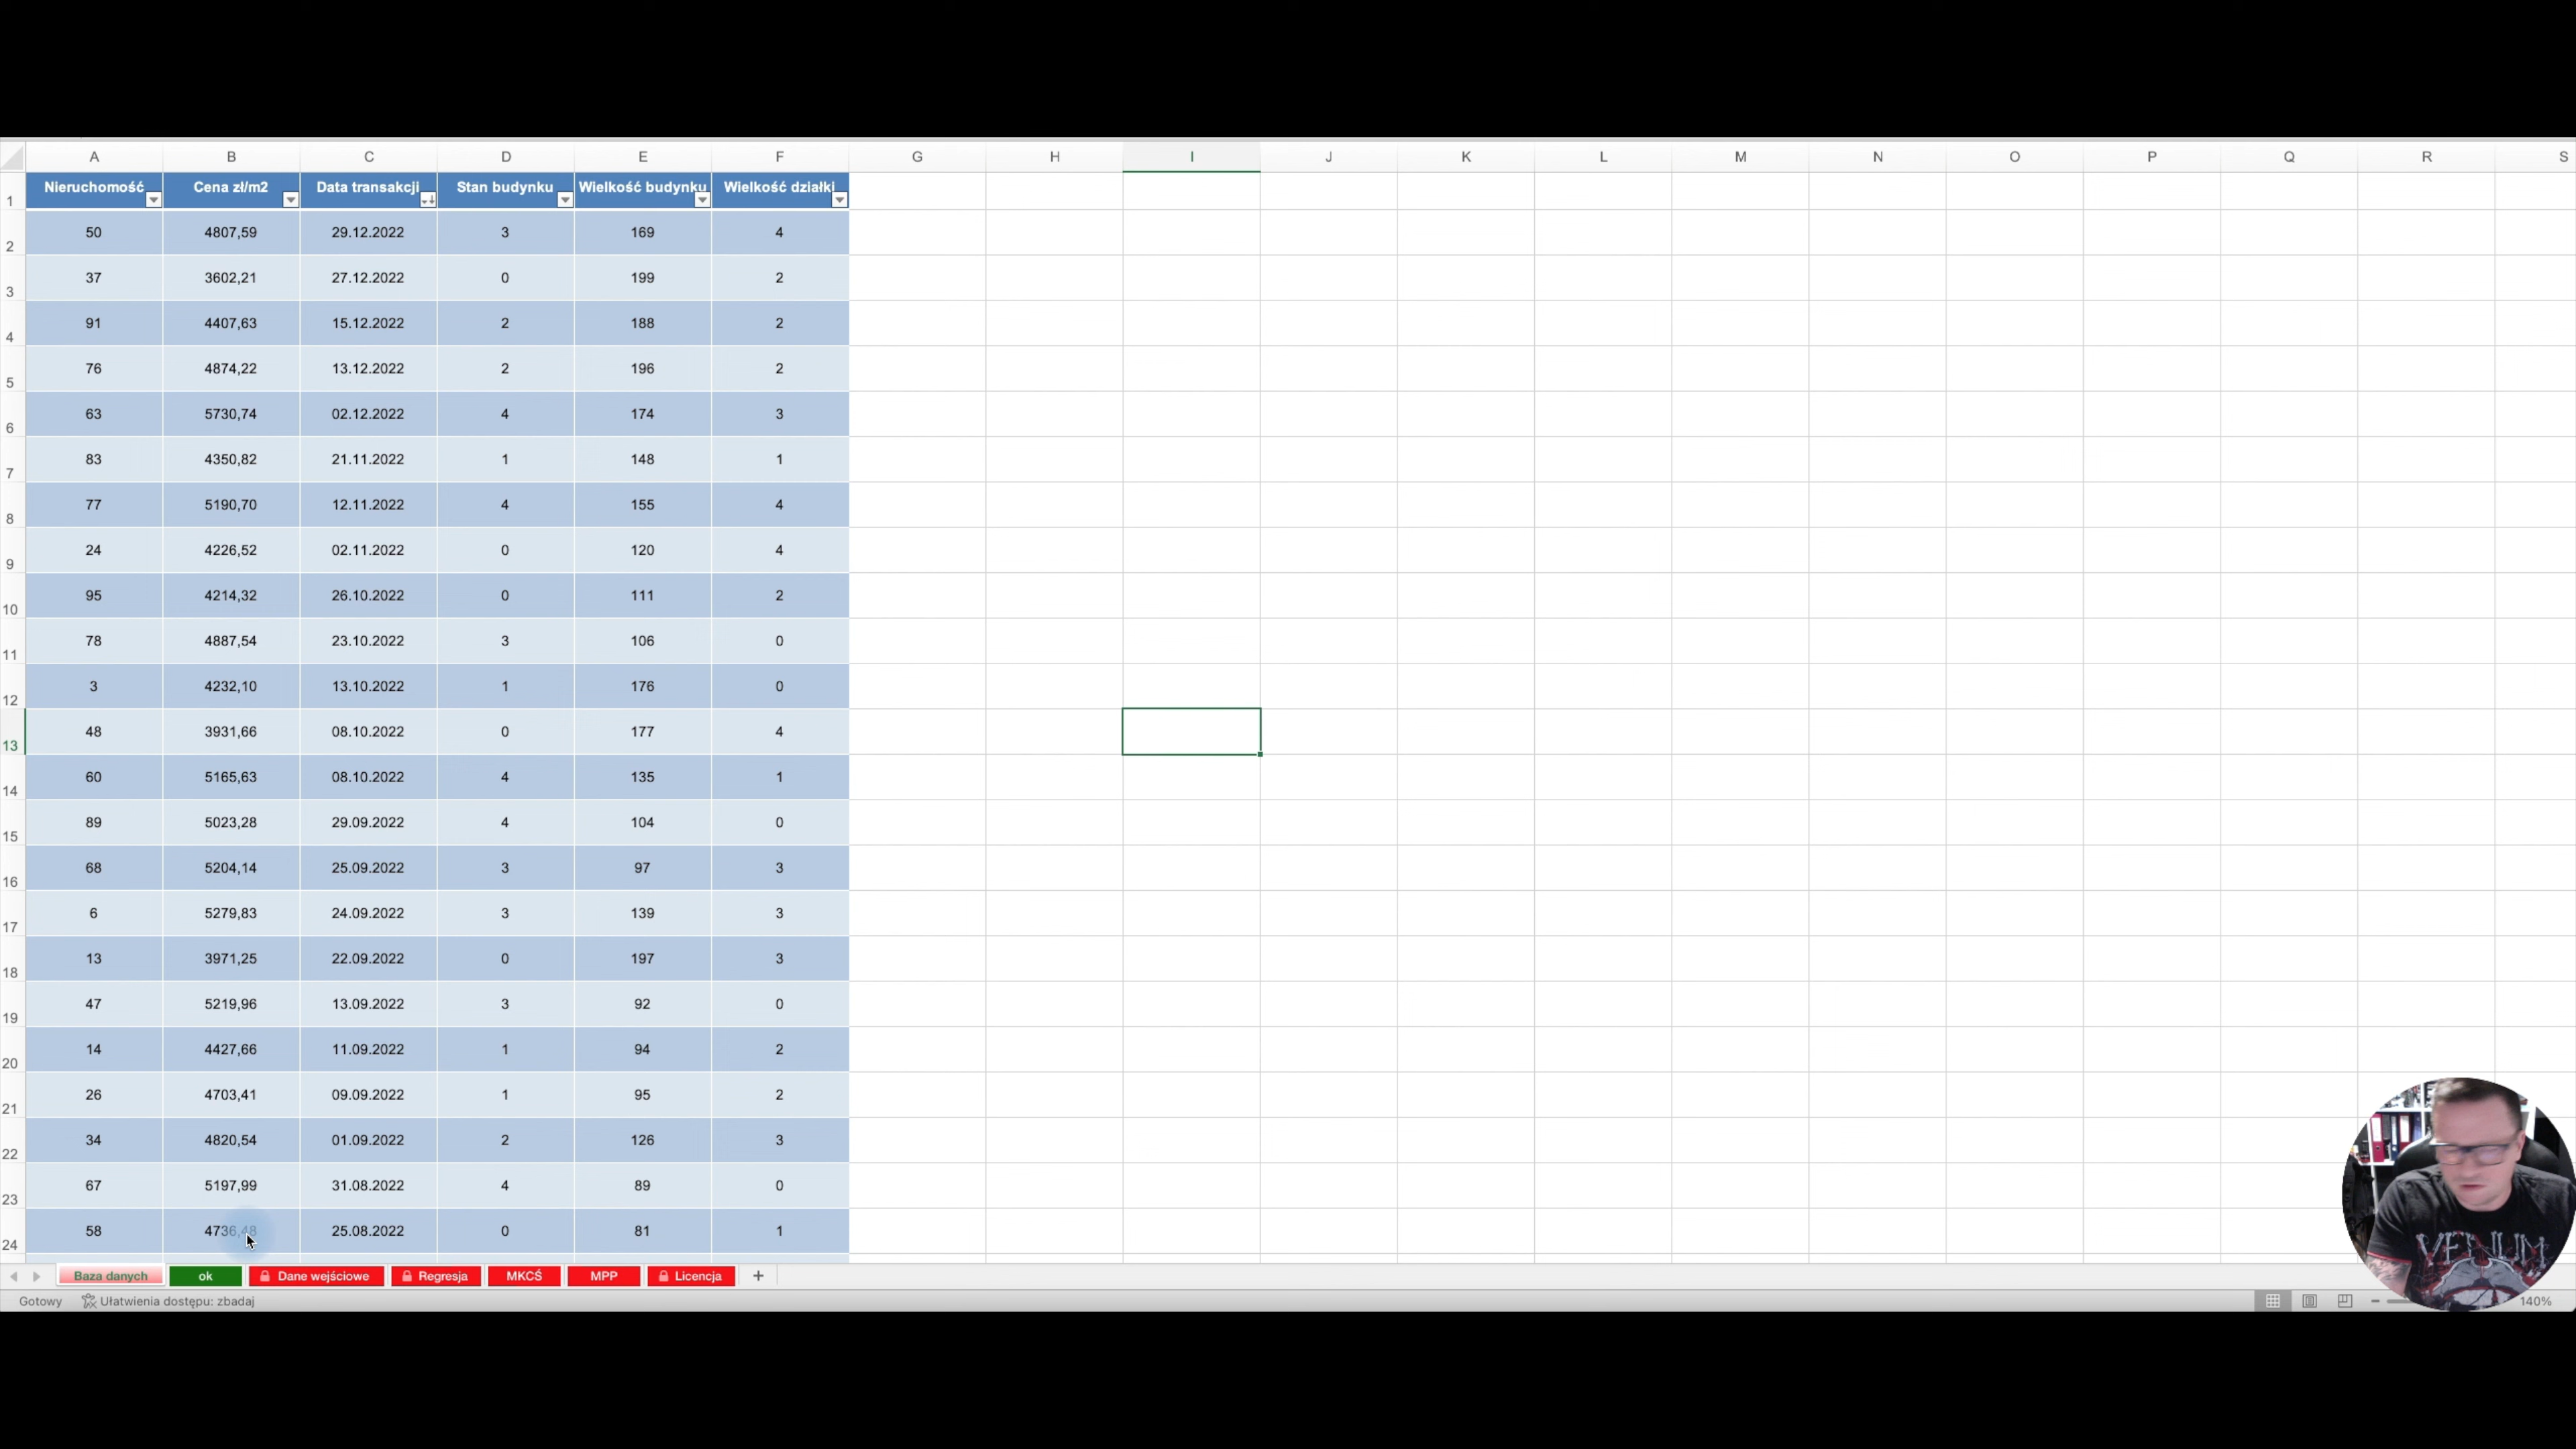 A B C D E F G H I J K L M N O P Q R S
1 Nieruchomość Cena zł/m2 Data transakcji Stan budynku Wielkość budynku Wielkość działki
2 50 4807,59 29.12.2022 3 169 4
3 37 3602,21 27.12.2022 0 199 2
4 91 4407,63 15.12.2022 2 188 2
5 76 4874,22 13.12.2022 2 196 2
6 63 5730,74 02.12.2022 4 174 3
7 83 4350,82 21.11.2022 1 148 1
8 77 5190,70 12.11.2022 4 155 4
9 24 4226,52 02.11.2022 0 120 4
10 95 4214,32 26.10.2022 0 111 2
11 78 4887,54 23.10.2022 3 106 0
12 3 4232,10 13.10.2022 1 176 0
13 48 3931,66 08.10.2022 0 177 4
14 60 5165,63 08.10.2022 4 135 1
15 89 5023,28 29.09.2022 4 104 0
16 68 5204,14 25.09.2022 3 97 3
17 6 5279,83 24.09.2022 3 139 3
18 13 3971,25 22.09.2022 0 197 3
19 47 5219,96 13.09.2022 3 92 0
20 14 4427,66 11.09.2022 1 94 2
21 26 4703,41 09.09.2022 1 95 2
22 34 4820,54 01.09.2022 2 126 3
23 67 5197,99 31.08.2022 4 89 0
24 58 4736,48 25.08.2022 0 81 1
VENUM
Baza danych ok Dane wejściowe Regresja MKCŚ MPP Licencja +
Gotowy Ułatwienia dostępu: zbadaj 140%